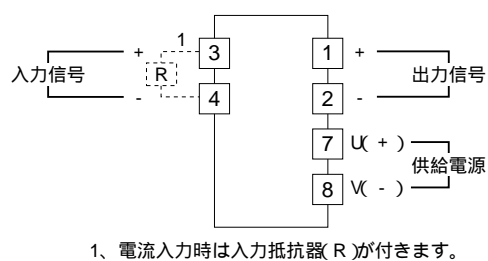 入力信号
+
-
1
R
3
4
1
+
2
-
出力信号
7
U( + )
8
V( - )
供給電源
1、電流入力時は入力抵抗器( R )が付きます。